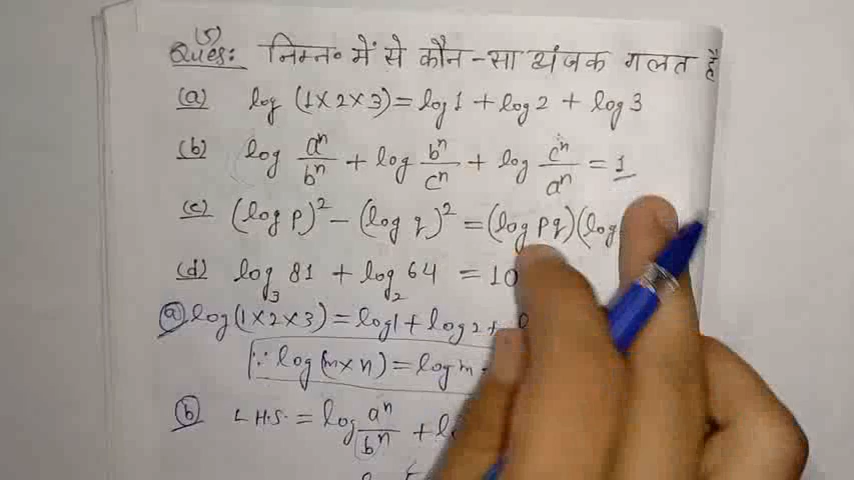 (5)
Ques: निम्न० में से कौन-सा व्यंजक गलत है
(a) log (1×2×3) = log 1 + log 2 + log 3
(b) log aⁿ/bⁿ + log bⁿ/cⁿ + log cⁿ/aⁿ = 1
(c) (log p)² - (log q)² = (log pq)(log
(d) log₃ 81 + log₂ 64 = 10
(a) log(1×2×3) = log1 + log2 +
∵ log(m×n) = log m
(b) L.H.S. = log aⁿ/bⁿ +